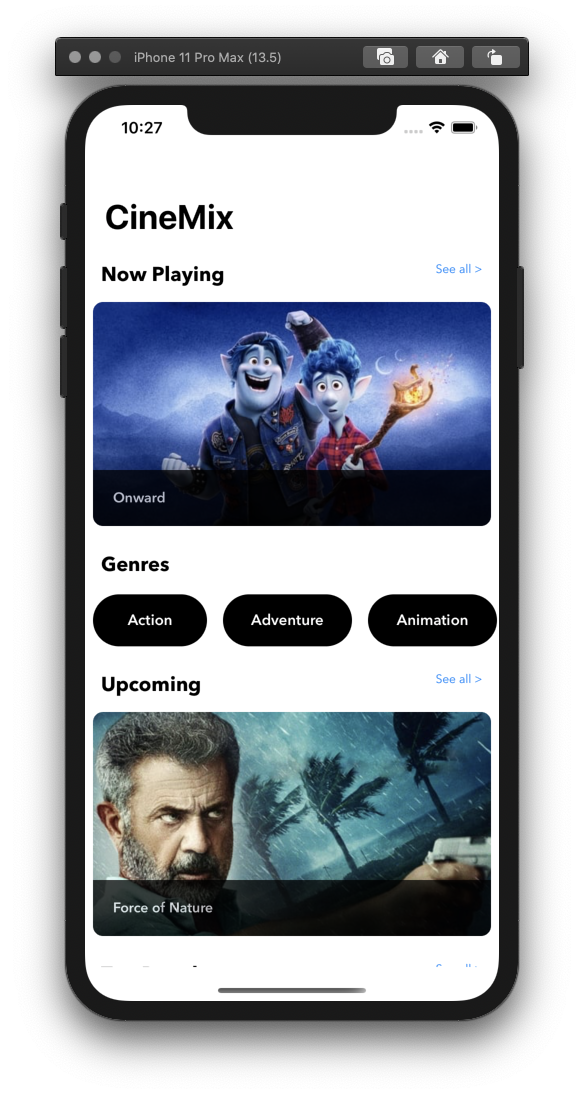 iPhone 11 Pro Max (13.5)
10:27
CineMix
Now Playing
See all >
Onward
Genres
Action
Adventure
Animation
Upcoming
See all >
Force of Nature